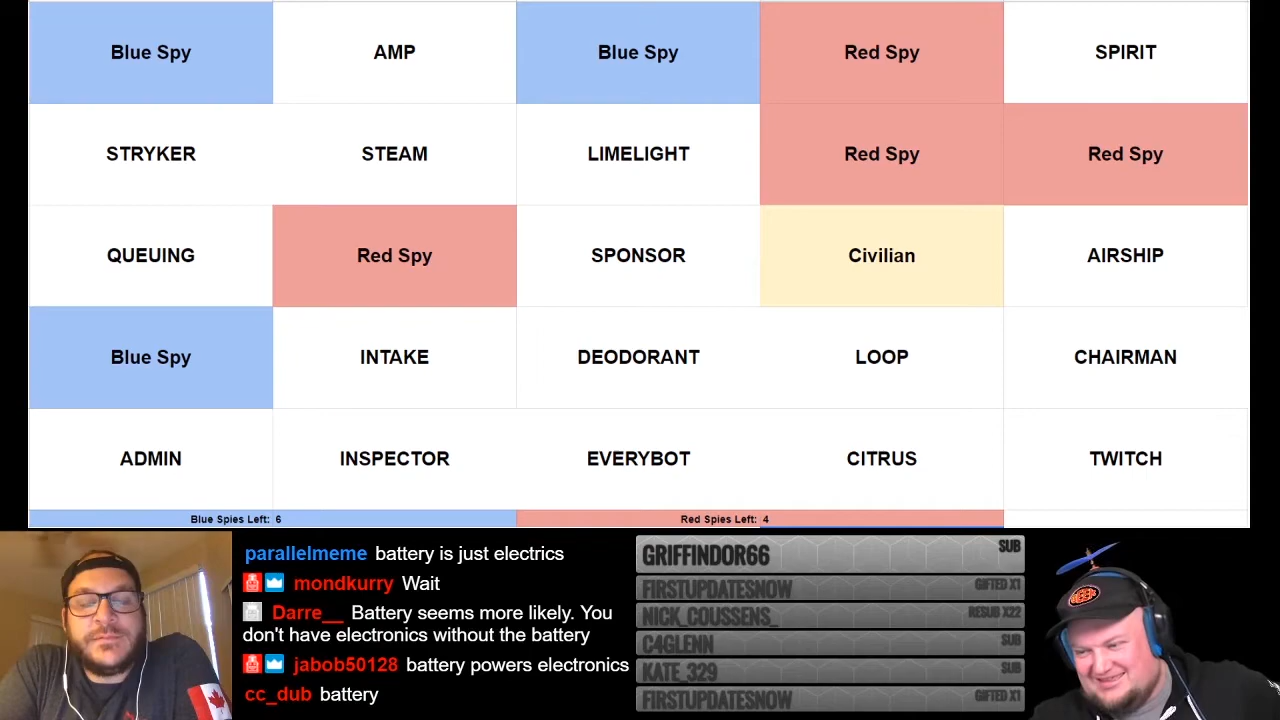 Blue Spy AMP Blue Spy Red Spy SPIRIT
STRYKER STEAM LIMELIGHT Red Spy Red Spy
QUEUING Red Spy SPONSOR Civilian AIRSHIP
Blue Spy INTAKE DEODORANT LOOP CHAIRMAN
ADMIN INSPECTOR EVERYBOT CITRUS TWITCH
Blue Spies Left: 6 Red Spies Left: 4
parallelmeme battery is just electrics
mondkurry Wait
Darre__ Battery seems more likely. You
don't have electronics without the battery
jabob50128 battery powers electronics
cc_dub battery
GRIFFINDOR66 SUB
FIRSTUPDATESNOW GIFTED X1
NICK_COUSSENS_ RESUB X22
C4GLENN SUB
KATE_329 SUB
FIRSTUPDATESNOW GIFTED X1